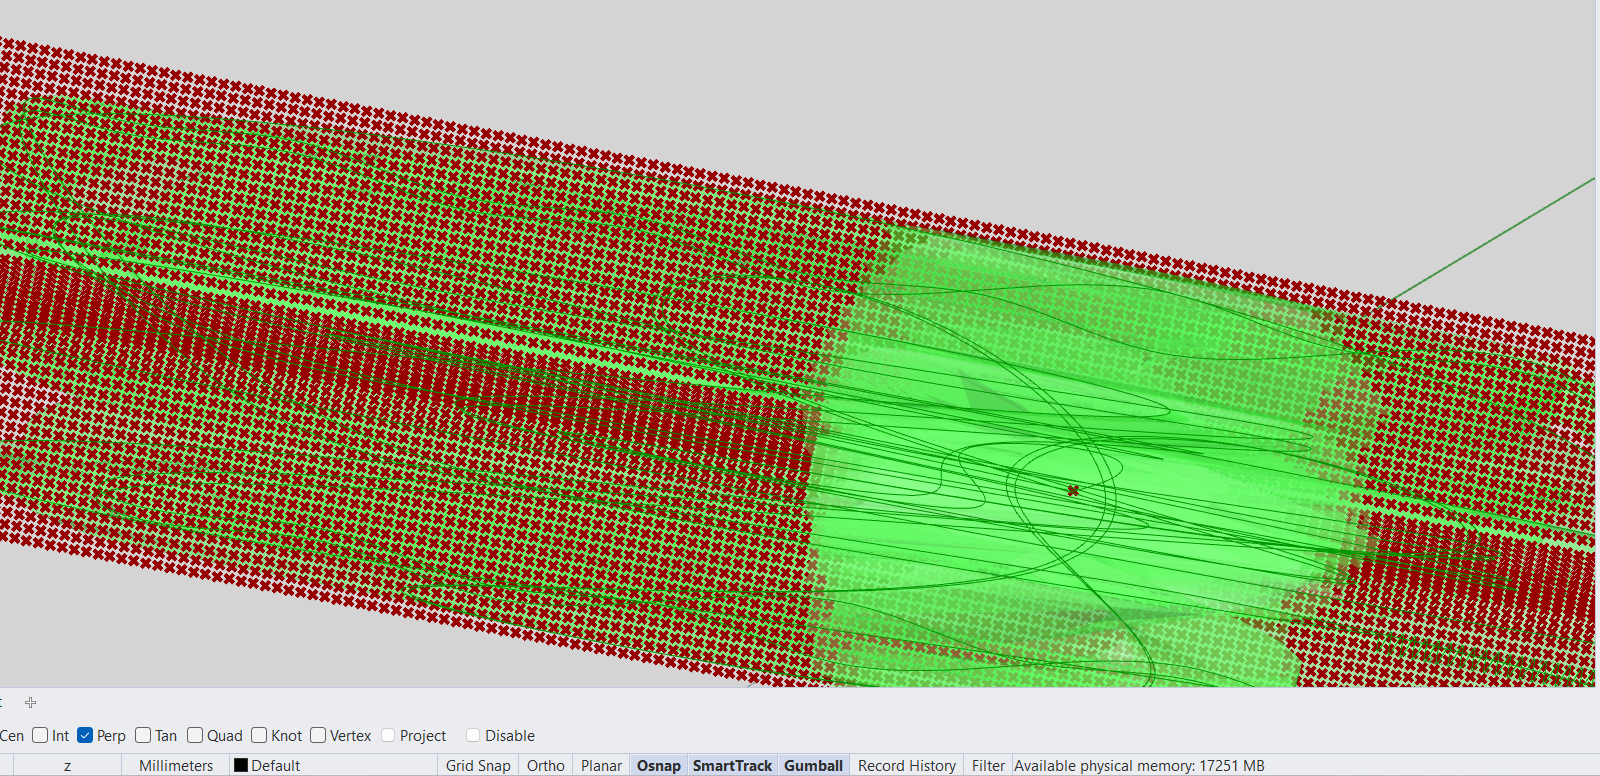 Cen Int Perp Tan Quad Knot Vertex Project Disable
z Millimeters Default Grid Snap Ortho Planar Osnap SmartTrack Gumball Record History Filter Available physical memory: 17251 MB